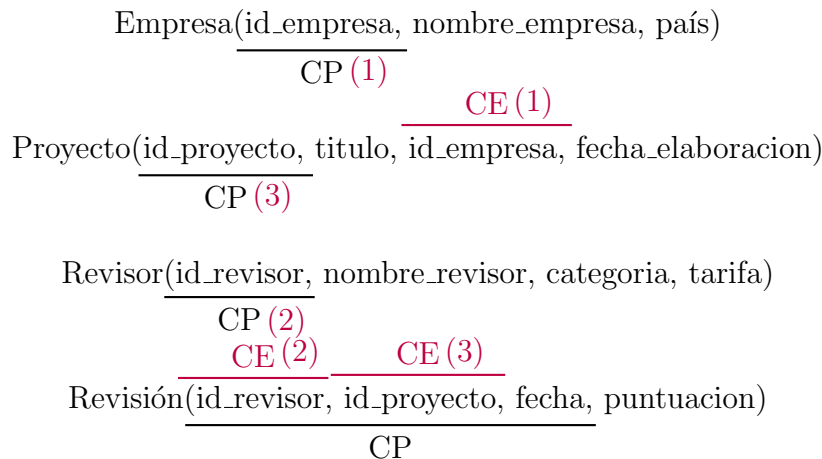 Empresa(id_empresa, nombre_empresa, país)
CP (1)
CE (1)
Proyecto(id_proyecto, titulo, id_empresa, fecha_elaboracion)
CP (3)
Revisor(id_revisor, nombre_revisor, categoria, tarifa)
CP (2)
CE (2) CE (3)
Revisión(id_revisor, id_proyecto, fecha, puntuacion)
CP